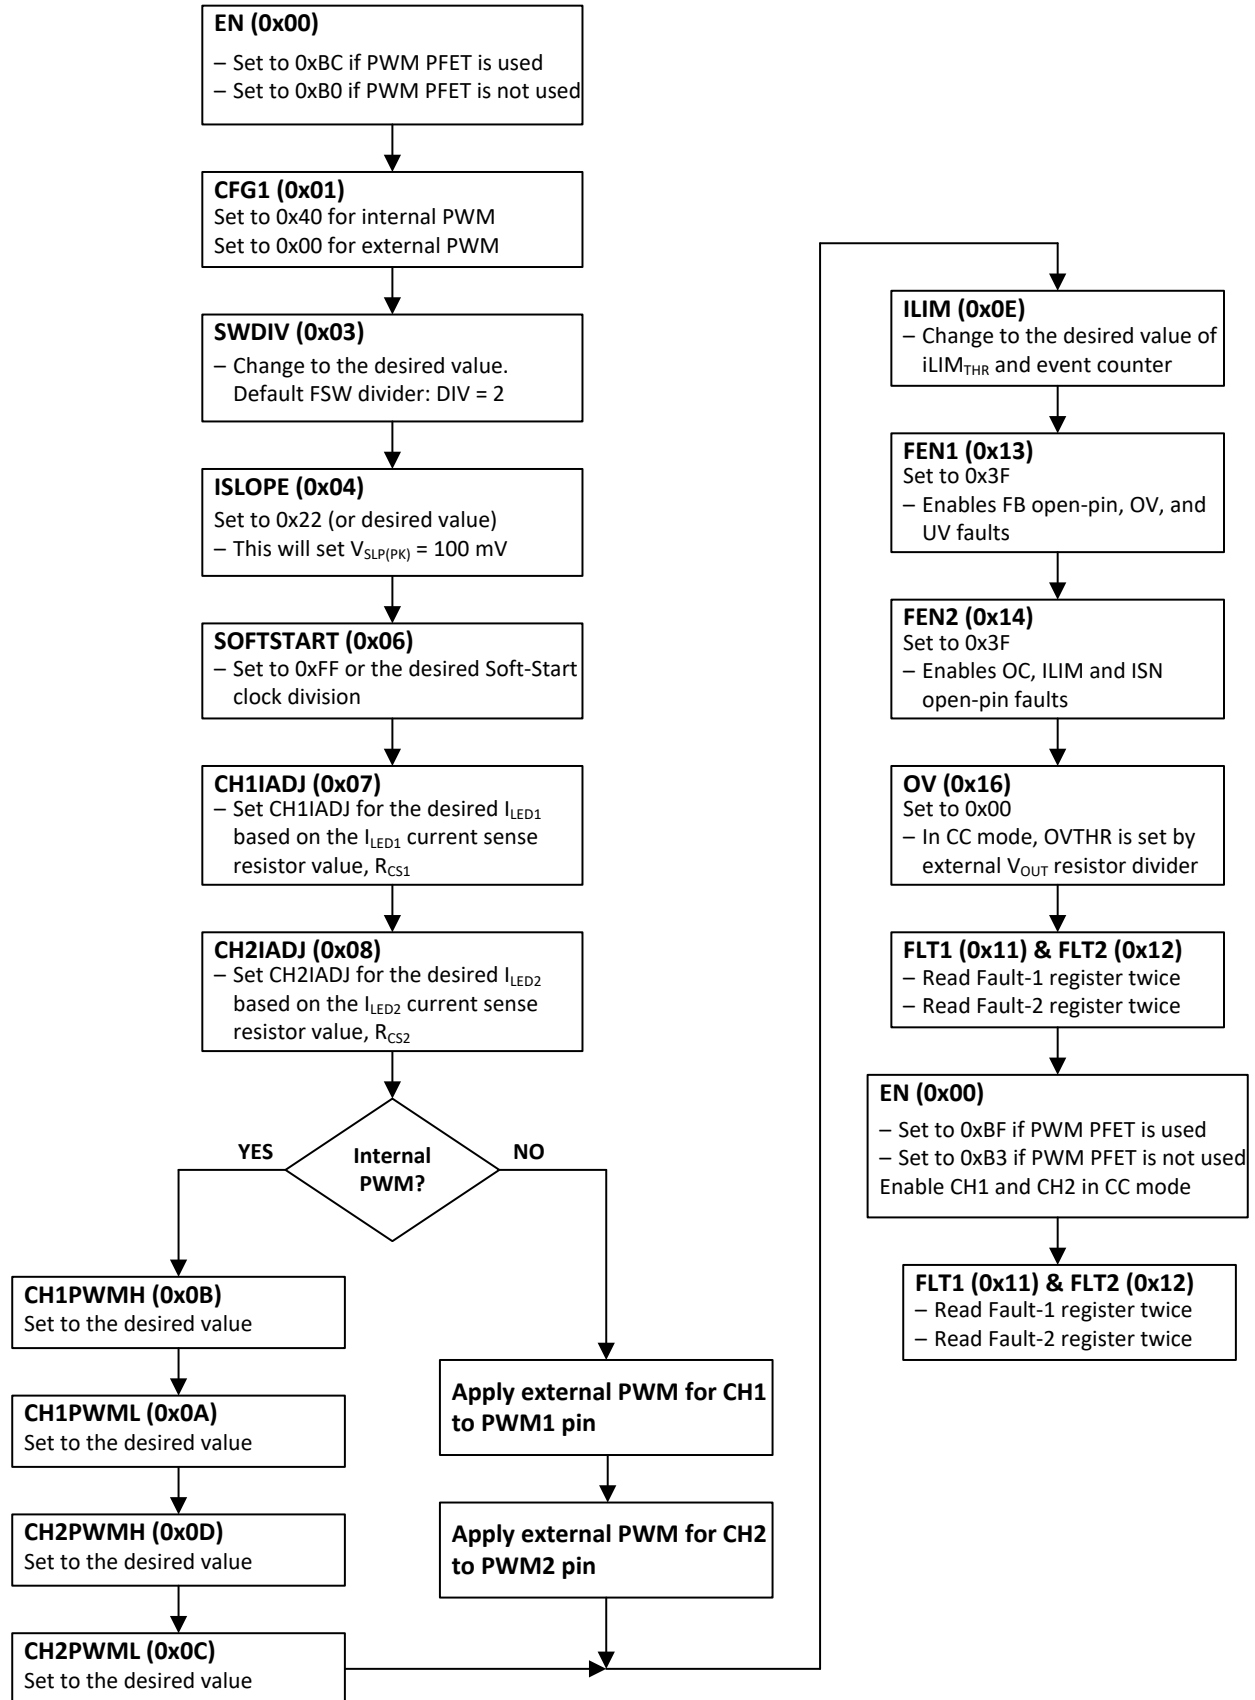 EN (0x00)
– Set to 0xBC if PWM PFET is used
– Set to 0xB0 if PWM PFET is not used
CFG1 (0x01)
Set to 0x40 for internal PWM
Set to 0x00 for external PWM
SWDIV (0x03)
– Change to the desired value.
Default FSW divider: DIV = 2
ISLOPE (0x04)
Set to 0x22 (or desired value)
– This will set VSLP(PK) = 100 mV
SOFTSTART (0x06)
– Set to 0xFF or the desired Soft-Start
clock division
CH1IADJ (0x07)
– Set CH1IADJ for the desired ILED1
based on the ILED1 current sense
resistor value, RCS1
CH2IADJ (0x08)
– Set CH2IADJ for the desired ILED2
based on the ILED2 current sense
resistor value, RCS2
YES
Internal
PWM?
NO
CH1PWMH (0x0B)
Set to the desired value
CH1PWML (0x0A)
Set to the desired value
CH2PWMH (0x0D)
Set to the desired value
CH2PWML (0x0C)
Set to the desired value
Apply external PWM for CH1
to PWM1 pin
Apply external PWM for CH2
to PWM2 pin
ILIM (0x0E)
– Change to the desired value of
iLIMTHR and event counter
FEN1 (0x13)
Set to 0x3F
– Enables FB open-pin, OV, and
UV faults
FEN2 (0x14)
Set to 0x3F
– Enables OC, ILIM and ISN
open-pin faults
OV (0x16)
Set to 0x00
– In CC mode, OVTHR is set by
external VOUT resistor divider
FLT1 (0x11) & FLT2 (0x12)
– Read Fault-1 register twice
– Read Fault-2 register twice
EN (0x00)
– Set to 0xBF if PWM PFET is used
– Set to 0xB3 if PWM PFET is not used
Enable CH1 and CH2 in CC mode
FLT1 (0x11) & FLT2 (0x12)
– Read Fault-1 register twice
– Read Fault-2 register twice